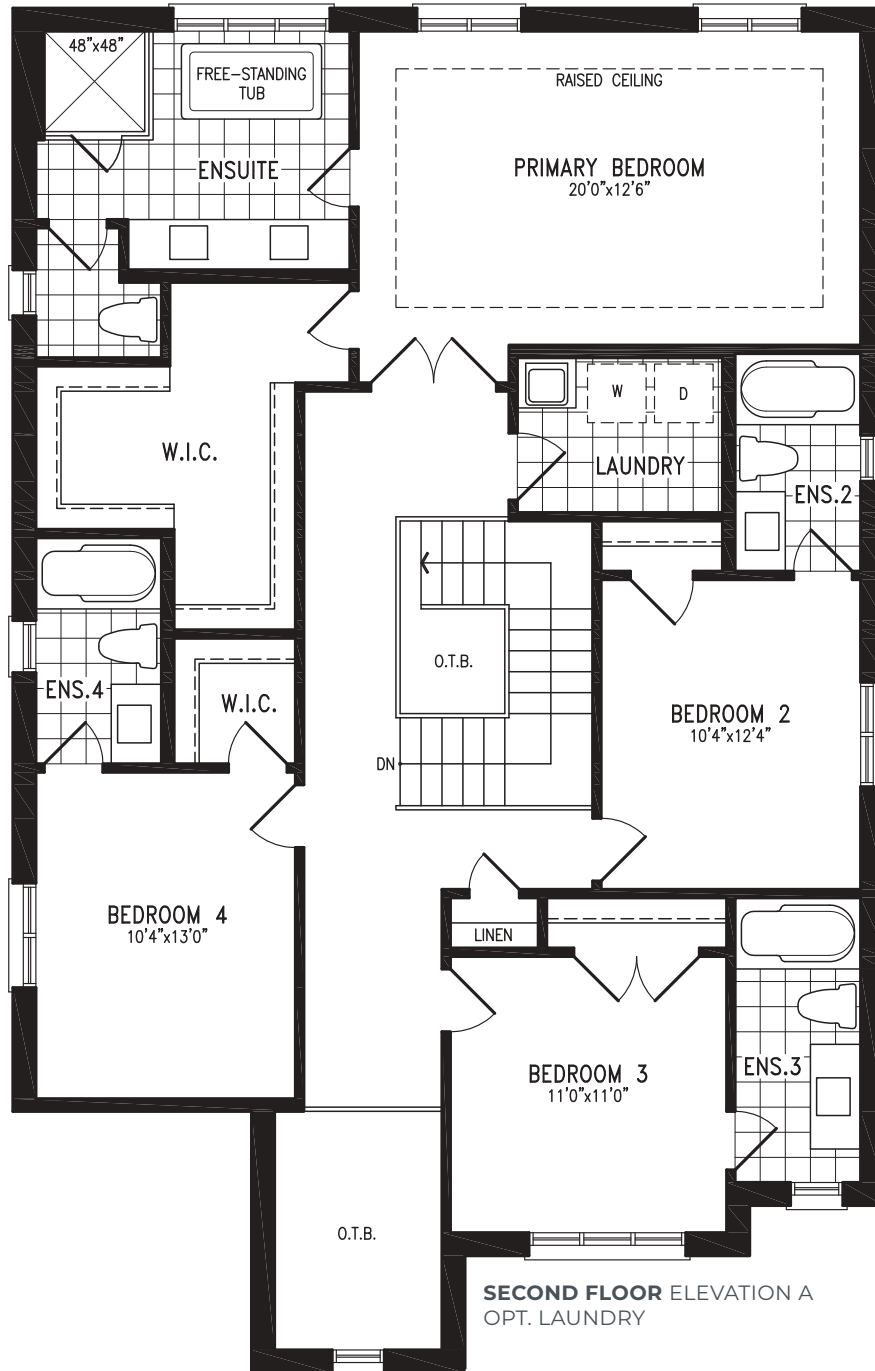 48"x48"
FREE-STANDING
TUB
ENSUITE
RAISED CEILING
PRIMARY BEDROOM
20'0"x12'6"
W
D
LAUNDRY
W.I.C.
ENS.2
O.T.B.
ENS.4
W.I.C.
BEDROOM 2
10'4"x12'4"
DN
BEDROOM 4
10'4"x13'0"
LINEN
BEDROOM 3
11'0"x11'0"
ENS.3
O.T.B.
SECOND FLOOR ELEVATION A
OPT. LAUNDRY